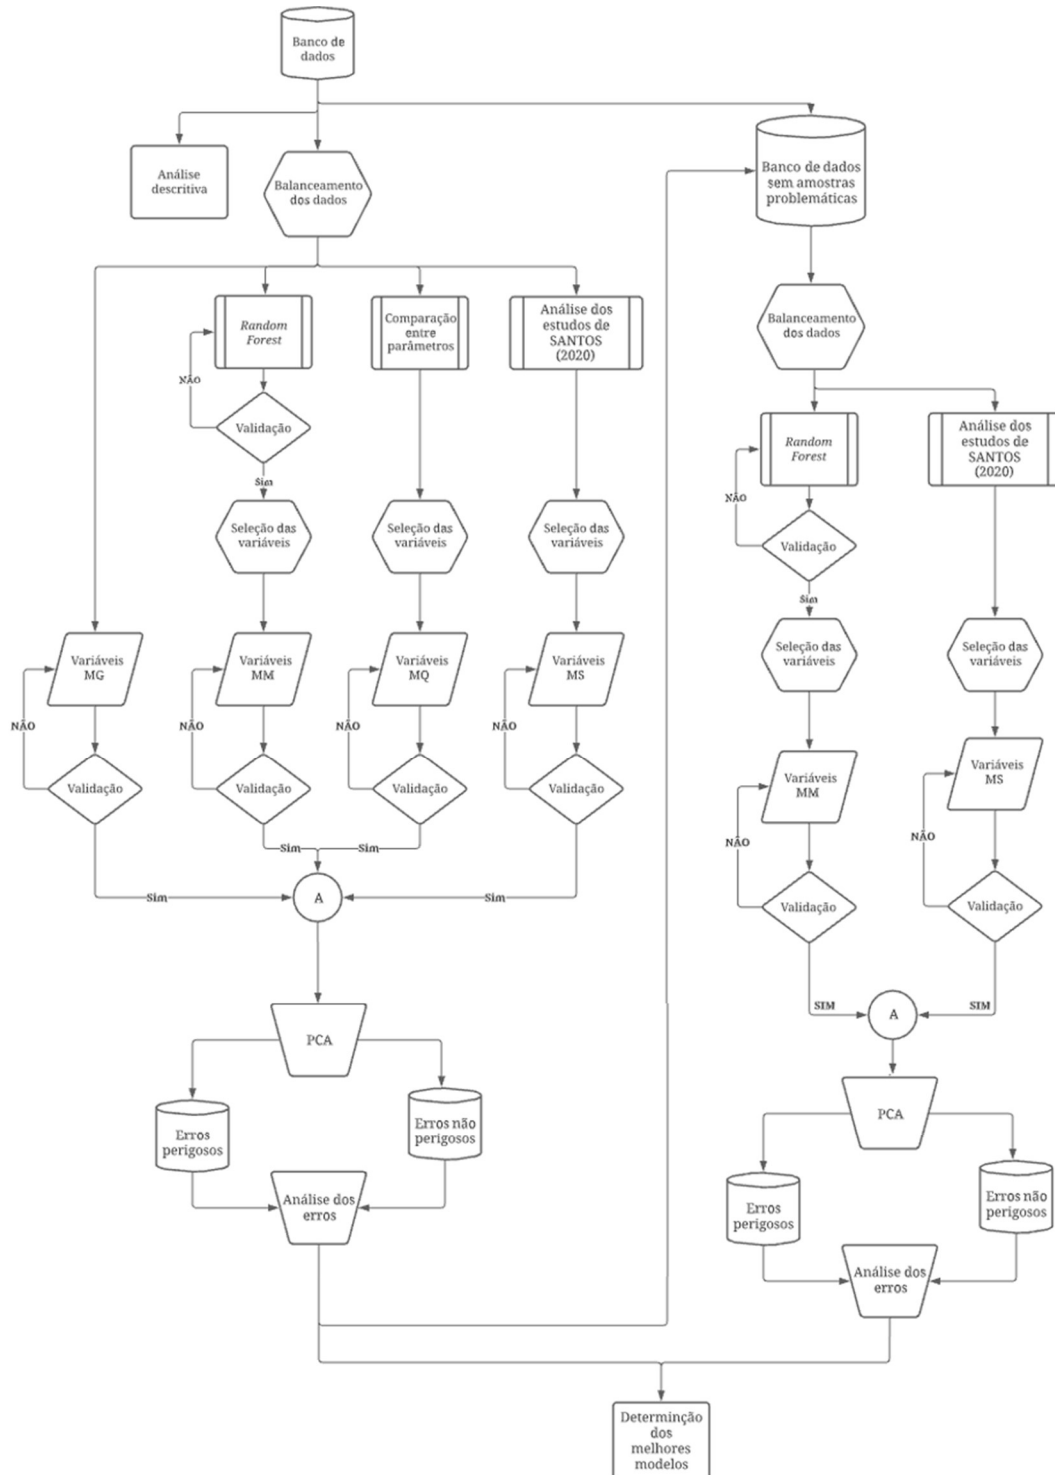 Banco de
dados
Análise
descritiva
Balanceamento
dos dados
Banco de dados
sem amostras
problemáticas
Random
Forest
Comparação
entre
parâmetros
Análise dos
estudos de
SANTOS
(2020)
NÃO
Validação
Sim
Seleção das
variáveis
Seleção das
variáveis
Seleção das
variáveis
Variáveis
MG
Variáveis
MM
Variáveis
MQ
Variáveis
MS
NÃO
NÃO
NÃO
NÃO
Validação
Validação
Validação
Validação
Sim
Sim
Sim
Sim
A
PCA
Erros
perigosos
Erros não
perigosos
Análise dos
erros
Balanceamento
dos dados
Random
Forest
Análise dos
estudos de
SANTOS
(2020)
NÃO
Validação
Sim
Seleção das
variáveis
Seleção das
variáveis
Variáveis
MM
Variáveis
MS
NÃO
NÃO
Validação
Validação
SIM
SIM
A
PCA
Erros
perigosos
Erros não
perigosos
Análise dos
erros
Determinção
dos
melhores
modelos